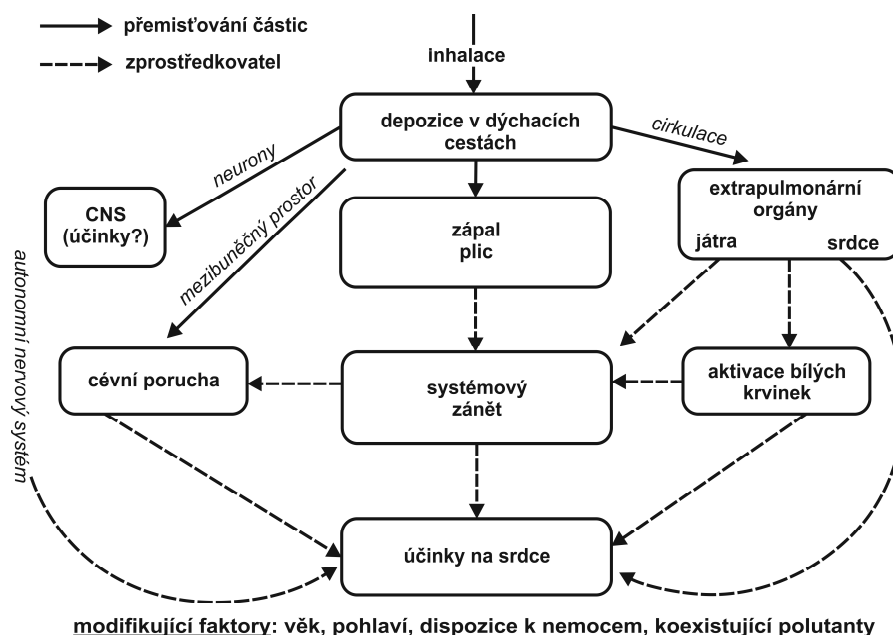 přemisťování částic
zprostředkovatel
inhalace
depozice v dýchacích
cestách
neurony
mezibuněčný prostor
cirkulace
CNS
(účinky?)
zápal
plic
extrapulmonární
orgány
játra srdce
autonomní nervový systém
cévní porucha
systémový
zánět
aktivace bílých
krvinek
účinky na srdce
modifikující faktory: věk, pohlaví, dispozice k nemocem, koexistující polutanty